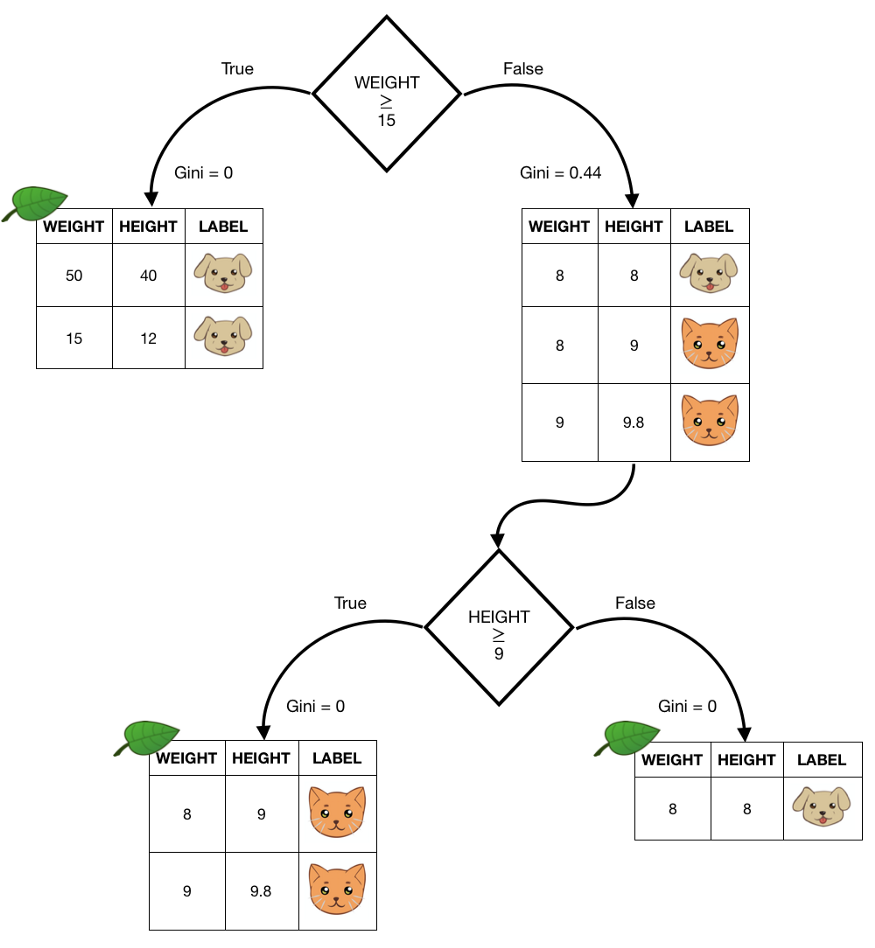 WEIGHT
≥
15
True
False
Gini = 0
Gini = 0.44
WEIGHT HEIGHT LABEL
50 40
15 12
WEIGHT HEIGHT LABEL
8 8
8 9
9 9.8
HEIGHT
≥
9
True
False
Gini = 0
Gini = 0
WEIGHT HEIGHT LABEL
8 9
9 9.8
WEIGHT HEIGHT LABEL
8 8